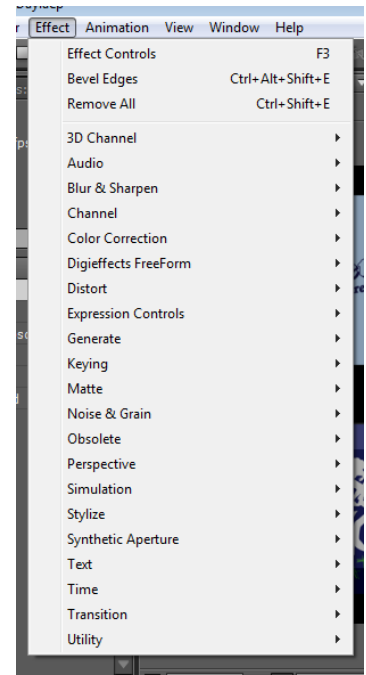 Effect Animation View Window Help
Effect Controls F3
Bevel Edges Ctrl+Alt+Shift+E
Remove All Ctrl+Shift+E
3D Channel
Audio
Blur & Sharpen
Channel
Color Correction
Digieffects FreeForm
Distort
Expression Controls
Generate
Keying
Matte
Noise & Grain
Obsolete
Perspective
Simulation
Stylize
Synthetic Aperture
Text
Time
Transition
Utility